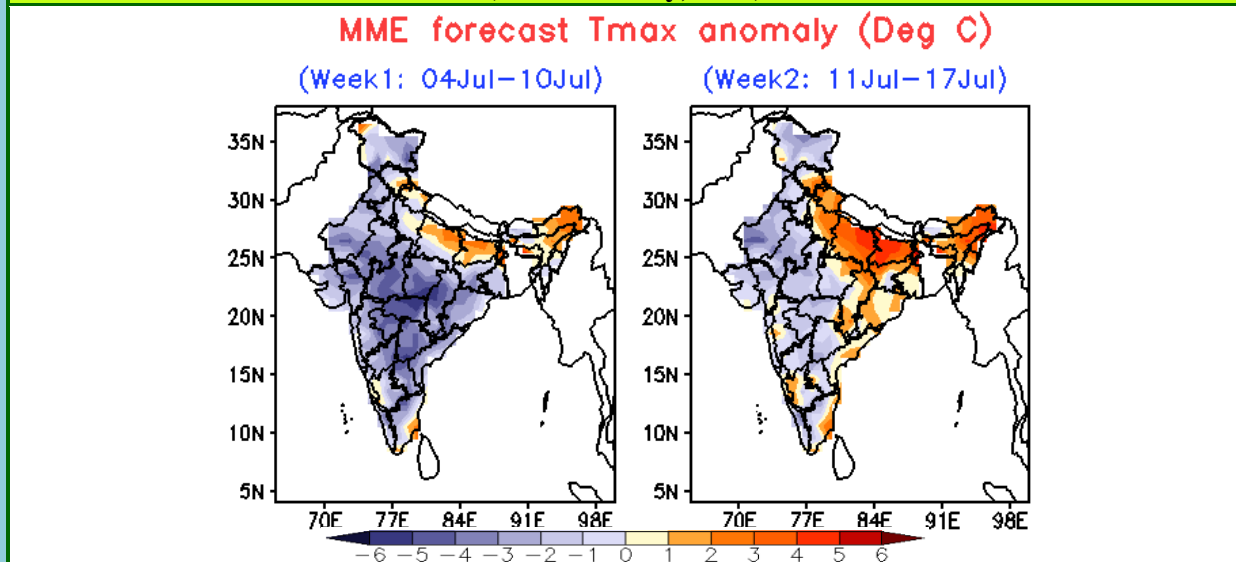 MME forecast Tmax anomaly (Deg C)
(Week1: 04Jul-10Jul)
(Week2: 11Jul-17Jul)
35N
30N
25N
20N
15N
10N
5N
70E 77E 84E 91E 98E
35N
30N
25N
20N
15N
10N
5N
70E 77E 84E 91E 98E
-6 -5 -4 -3 -2 -1 0 1 2 3 4 5 6